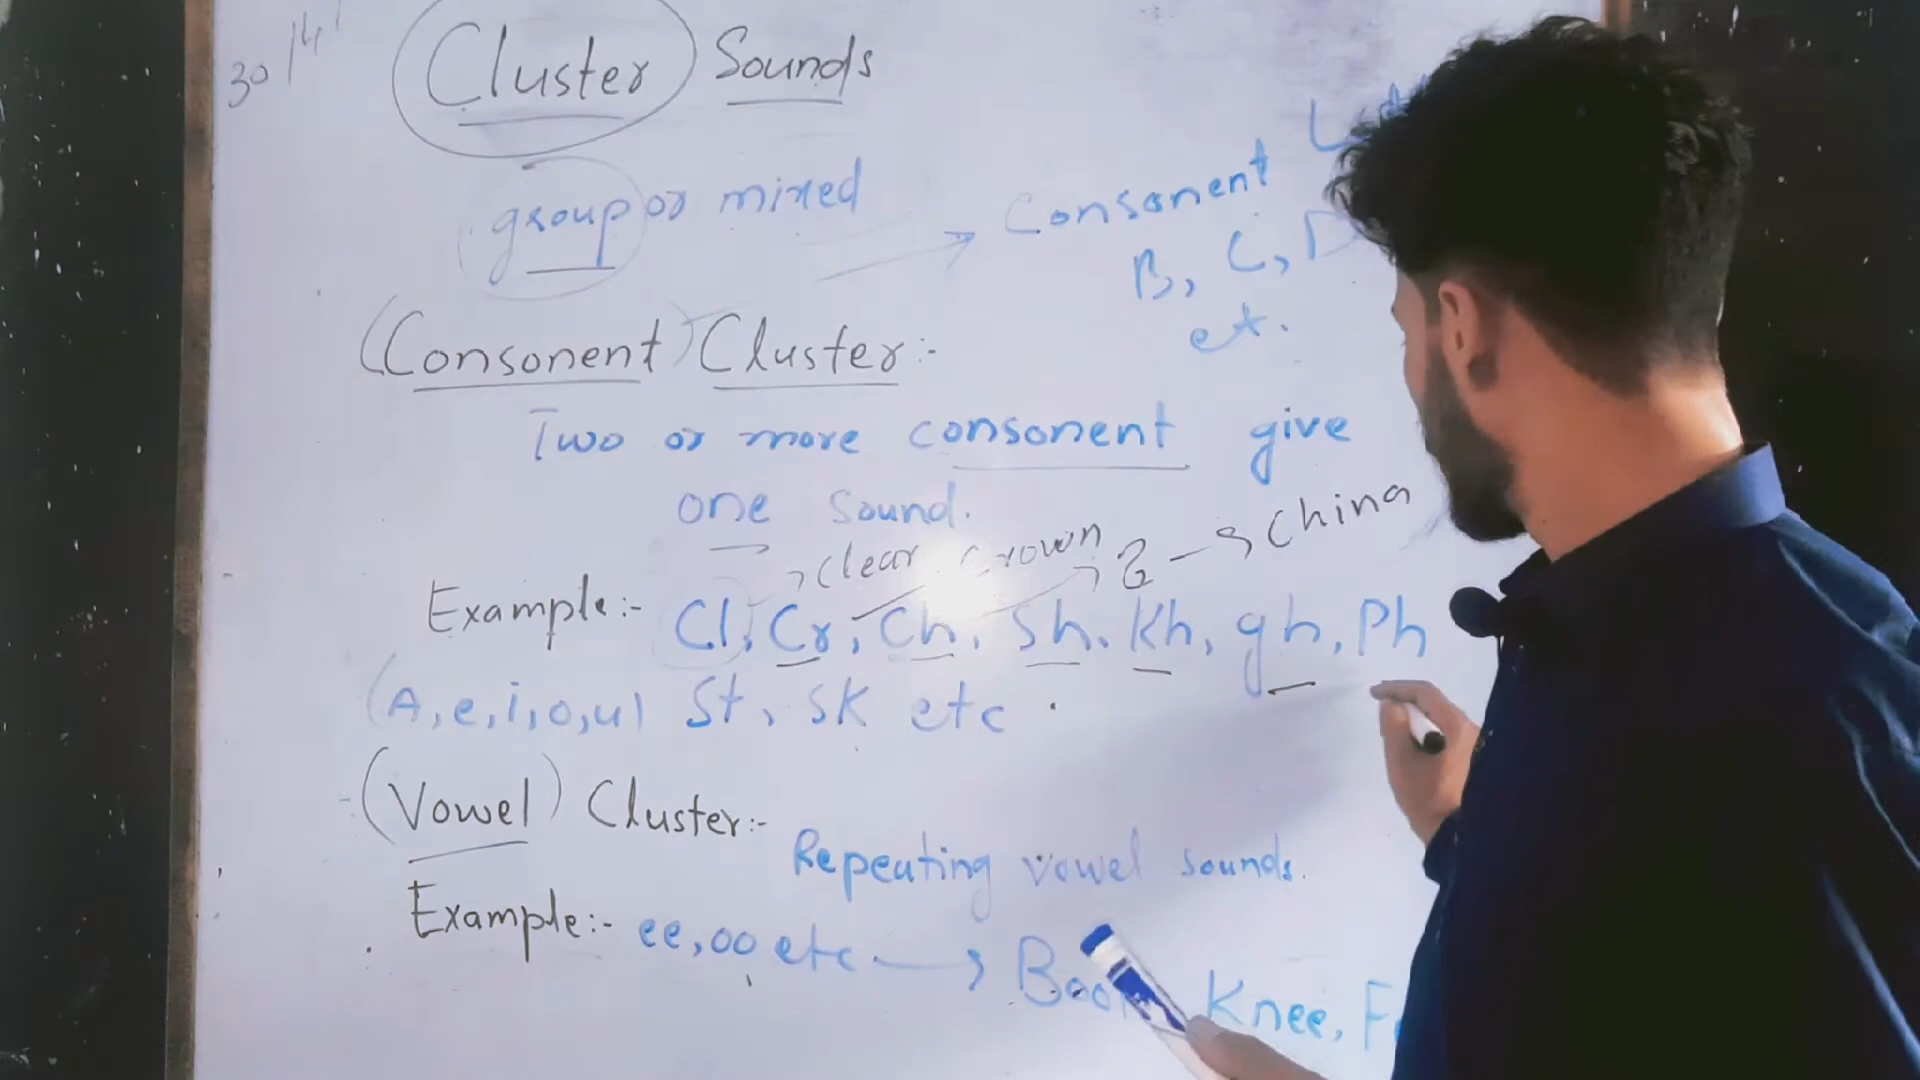 30/4
Cluster Sounds
group or mixed
Consonent
B, C, D
et.
(Consonent) Cluster:-
Two or more consonent give
one sound.
clear crown China
Example:- Cl, Cr, Ch, Sh, Kh, gh, Ph
(A, e, i, o, u) St, SK etc.
(Vowel) Cluster:-
Repeating vowel sounds.
Example:- ee, oo etc → Book, Knee,